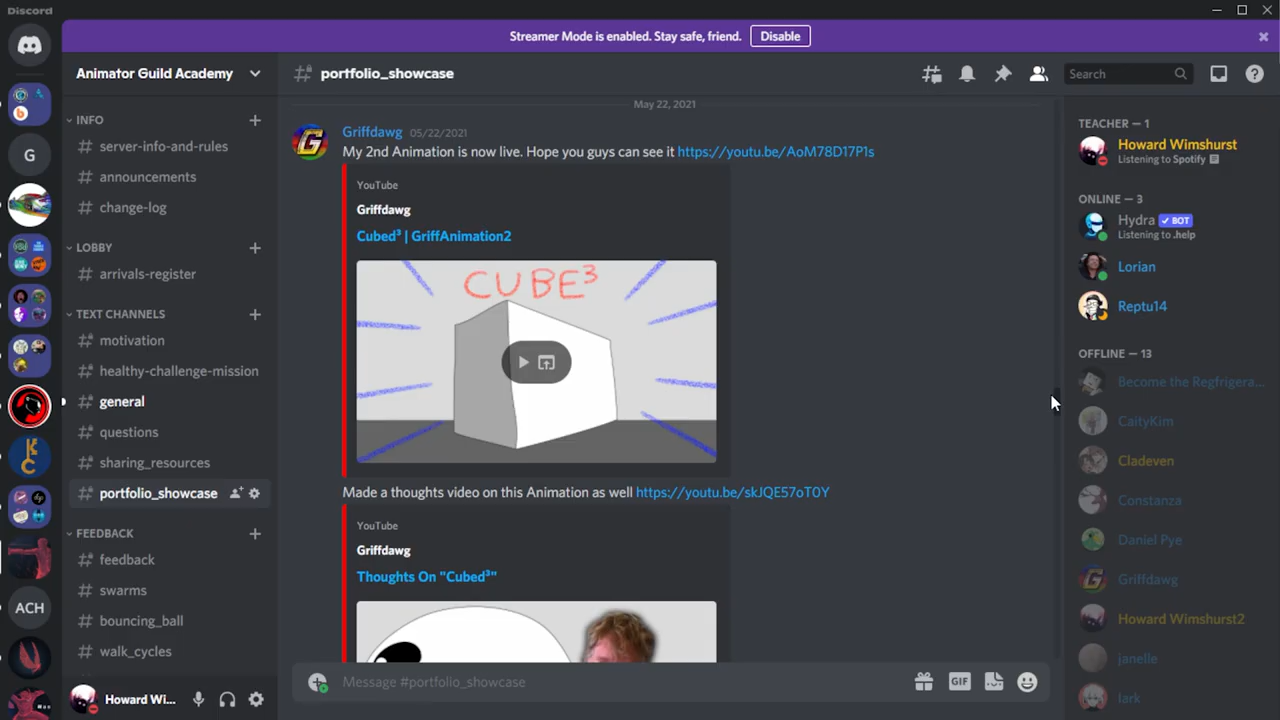 Discord
Streamer Mode is enabled. Stay safe, friend.
Disable
Animator Guild Academy
portfolio_showcase
Search
INFO
server-info-and-rules
announcements
change-log
LOBBY
arrivals-register
TEXT CHANNELS
motivation
healthy-challenge-mission
general
questions
sharing_resources
portfolio_showcase
FEEDBACK
feedback
swarms
bouncing_ball
walk_cycles
G
ACH
Howard Wi...
May 22, 2021
Griffdawg 05/22/2021
My 2nd Animation is now live. Hope you guys can see it https://youtu.be/AoM78D17P1s
YouTube
Griffdawg
Cubed³ | GriffAnimation2
CUBE³
Made a thoughts video on this Animation as well https://youtu.be/skJQE57oT0Y
YouTube
Griffdawg
Thoughts On "Cubed³"
Message #portfolio_showcase
GIF
TEACHER — 1
Howard Wimshurst
Listening to Spotify
ONLINE — 3
Hydra BOT
Listening to .help
Lorian
Reptu14
OFFLINE — 13
Become the Regfrigera...
CaityKim
Cladeven
Constanza
Daniel Pye
Griffdawg
Howard Wimshurst2
janelle